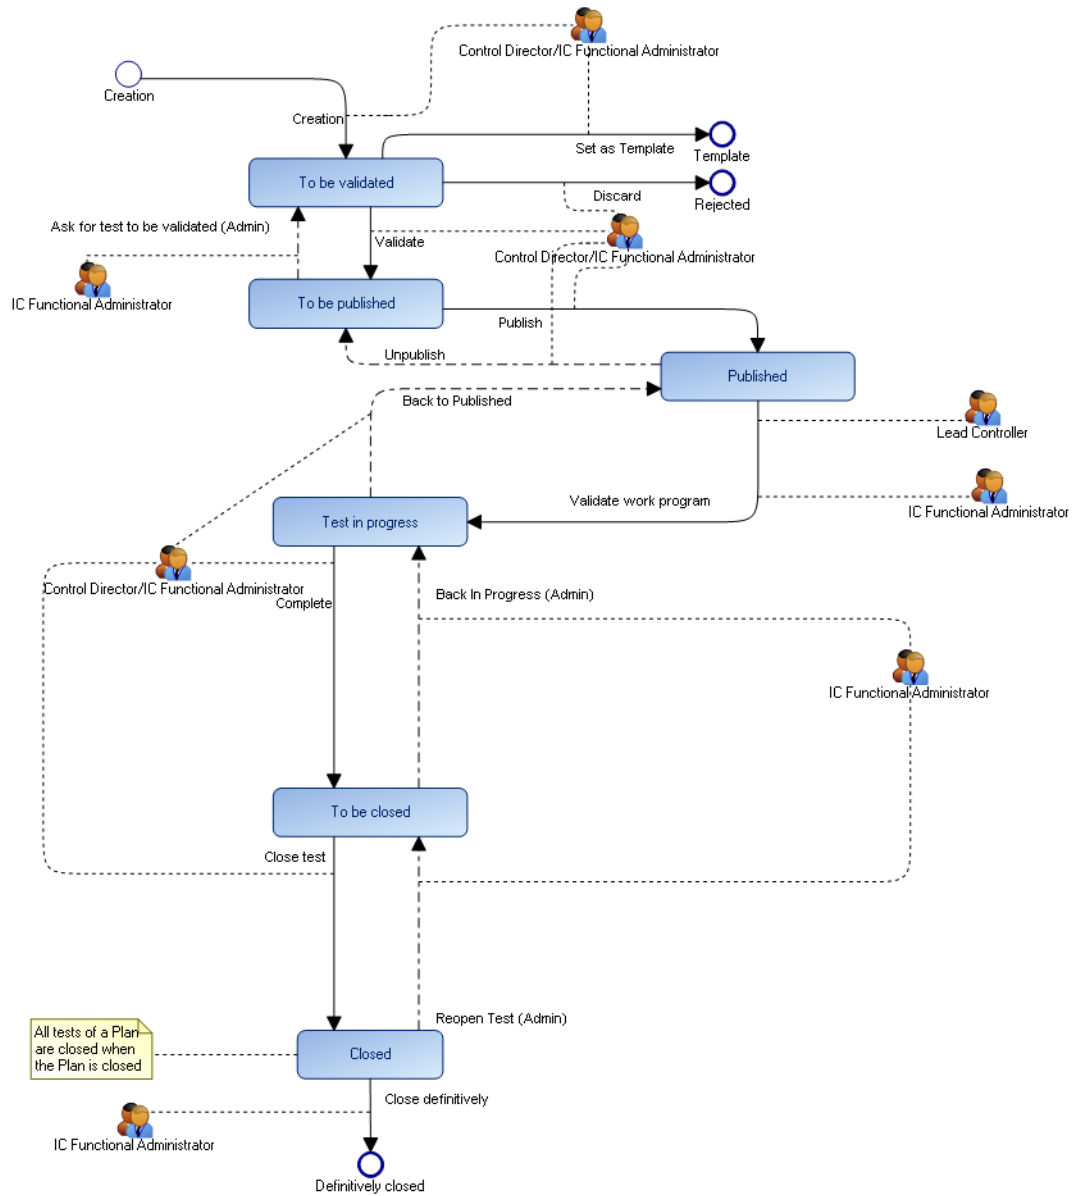 Control Director/IC Functional Administrator
Creation
Creation
Set as Template
Template
To be validated
Discard
Rejected
Ask for test to be validated (Admin)
Validate
Control Director/IC Functional Administrator
IC Functional Administrator
To be published
Publish
Unpublish
Published
Back to Published
Lead Controller
Validate work program
IC Functional Administrator
Test in progress
Control Director/IC Functional Administrator
Complete
Back In Progress (Admin)
IC Functional Administrator
To be closed
Close test
Reopen Test (Admin)
All tests of a Plan
are closed when
the Plan is closed
Closed
Close definitively
IC Functional Administrator
Definitively closed